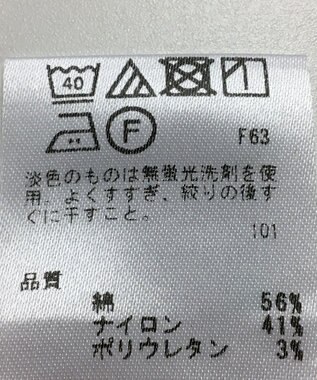 40
F
F63
淡色のものは無蛍光洗剤を使
用、よくすすぎ、絞りの後す
ぐに干すこと。
101
品質
綿 56%
ナイロン 41%
ポリウレタン 3%